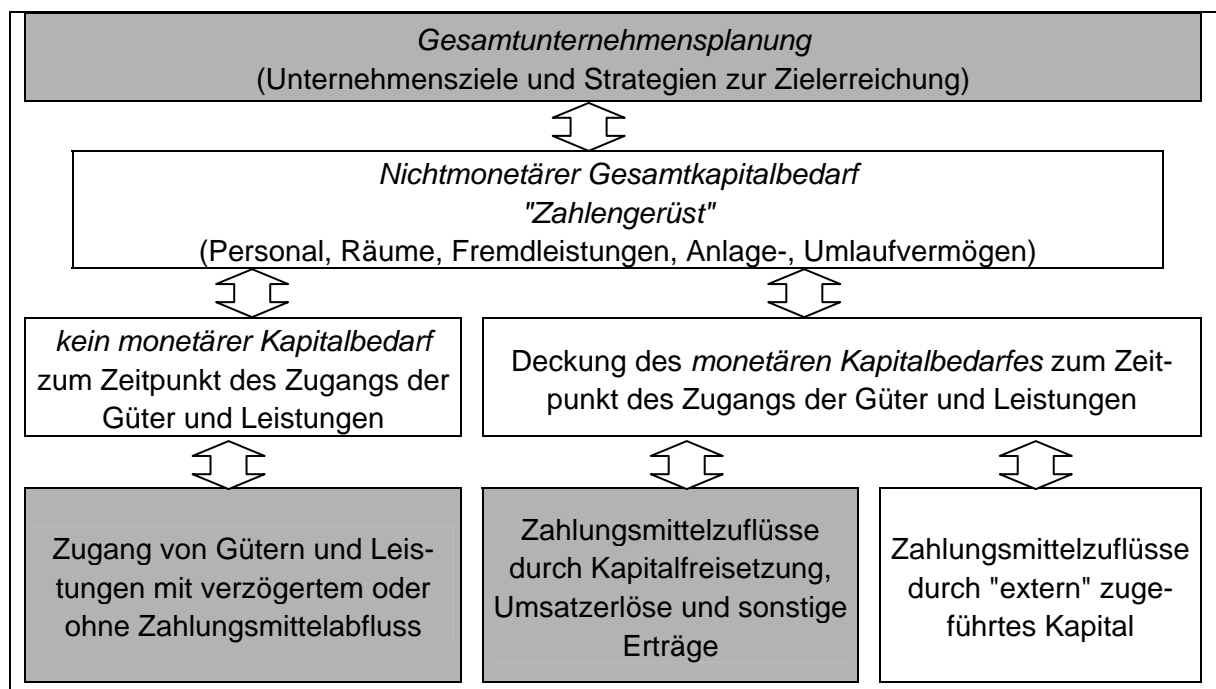 Gesamtunternehmensplanung
(Unternehmensziele und Strategien zur Zielerreichung)
Nichtmonetärer Gesamtkapitalbedarf
"Zahlengerüst"
(Personal, Räume, Fremdleistungen, Anlage-, Umlaufvermögen)
kein monetärer Kapitalbedarf
zum Zeitpunkt des Zugangs der
Güter und Leistungen
Deckung des monetären Kapitalbedarfes zum Zeit-
punkt des Zugangs der Güter und Leistungen
Zugang von Gütern und Leis-
tungen mit verzögertem oder
ohne Zahlungsmittelabfluss
Zahlungsmittelzuflüsse
durch Kapitalfreisetzung,
Umsatzerlöse und sonstige
Erträge
Zahlungsmittelzuflüsse
durch "extern" zuge-
führtes Kapital